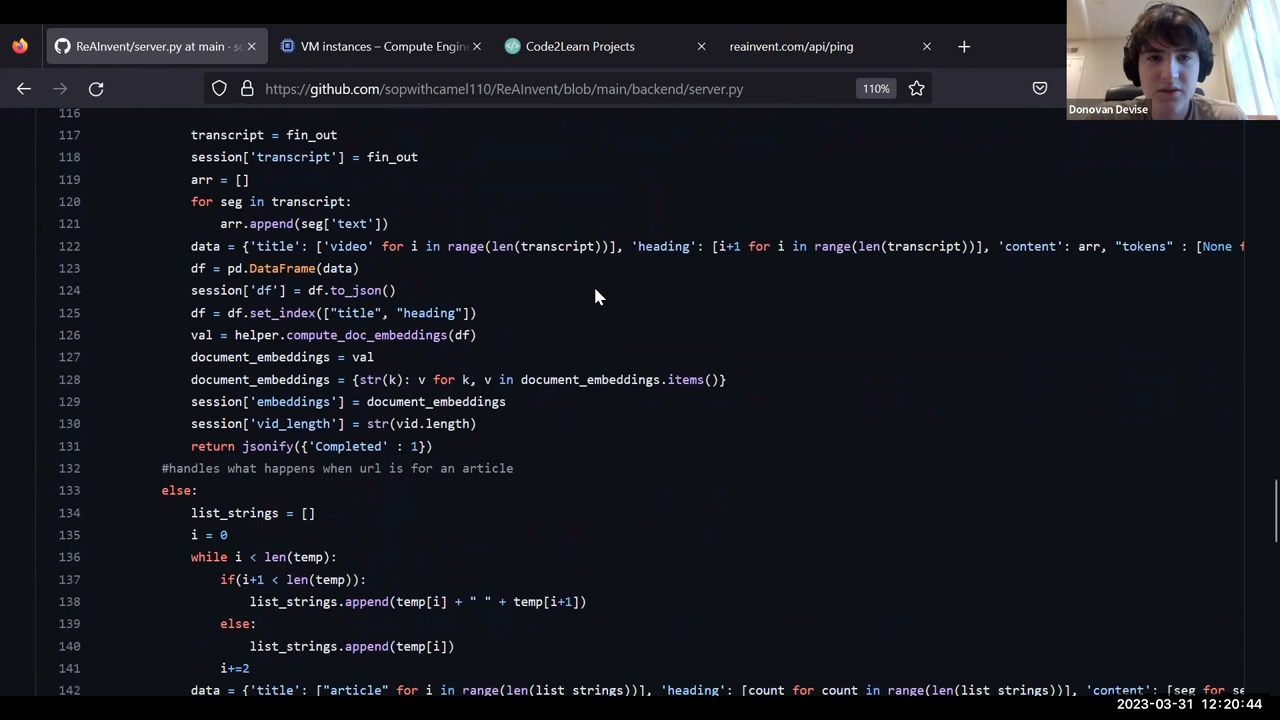 ReAInvent/server.py at main · so
VM instances – Compute Engin
Code2Learn Projects
reainvent.com/api/ping
https://github.com/sopwithcamel110/ReAInvent/blob/main/backend/server.py
110%
Donovan Devise
116
117 transcript = fin_out
118 session['transcript'] = fin_out
119 arr = []
120 for seg in transcript:
121 arr.append(seg['text'])
122 data = {'title': ['video' for i in range(len(transcript))], 'heading': [i+1 for i in range(len(transcript))], 'content': arr, "tokens" : [None f
123 df = pd.DataFrame(data)
124 session['df'] = df.to_json()
125 df = df.set_index(["title", "heading"])
126 val = helper.compute_doc_embeddings(df)
127 document_embeddings = val
128 document_embeddings = {str(k): v for k, v in document_embeddings.items()}
129 session['embeddings'] = document_embeddings
130 session['vid_length'] = str(vid.length)
131 return jsonify({'Completed' : 1})
132 #handles what happens when url is for an article
133 else:
134 list_strings = []
135 i = 0
136 while i < len(temp):
137 if(i+1 < len(temp)):
138 list_strings.append(temp[i] + " " + temp[i+1])
139 else:
140 list_strings.append(temp[i])
141 i+=2
142 data = {'title': ["article" for i in range(len(list_strings))], 'heading': [count for count in range(len(list_strings))], 'content': [seg for se
2023-03-31 12:20:44